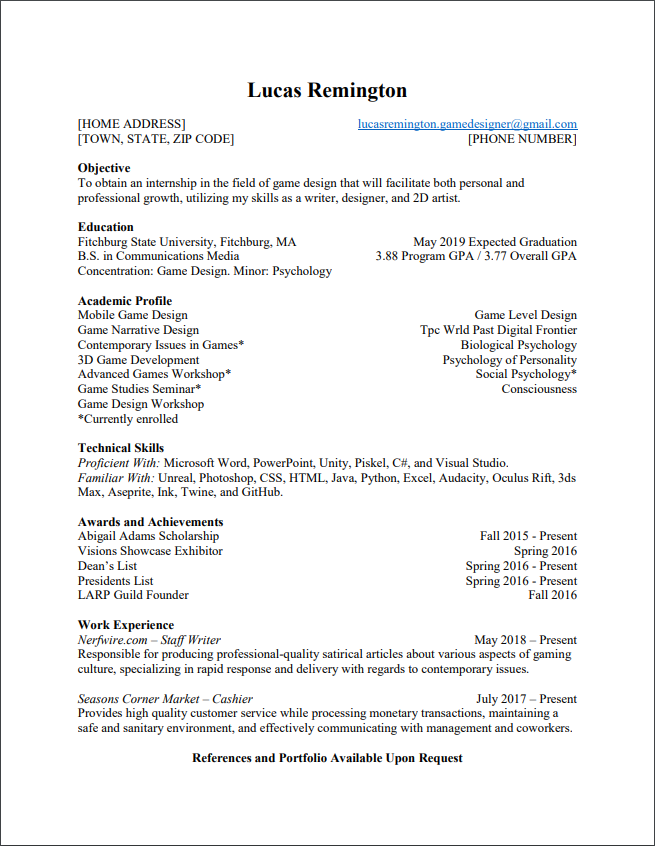 Lucas Remington
[HOME ADDRESS] lucasremington.gamedesigner@gmail.com
[TOWN, STATE, ZIP CODE] [PHONE NUMBER]
Objective
To obtain an internship in the field of game design that will facilitate both personal and
professional growth, utilizing my skills as a writer, designer, and 2D artist.
Education
Fitchburg State University, Fitchburg, MA May 2019 Expected Graduation
B.S. in Communications Media 3.88 Program GPA / 3.77 Overall GPA
Concentration: Game Design. Minor: Psychology
Academic Profile
Mobile Game Design Game Level Design
Game Narrative Design Tpc Wrld Past Digital Frontier
Contemporary Issues in Games* Biological Psychology
3D Game Development Psychology of Personality
Advanced Games Workshop* Social Psychology*
Game Studies Seminar* Consciousness
Game Design Workshop
*Currently enrolled
Technical Skills
Proficient With: Microsoft Word, PowerPoint, Unity, Piskel, C#, and Visual Studio.
Familiar With: Unreal, Photoshop, CSS, HTML, Java, Python, Excel, Audacity, Oculus Rift, 3ds
Max, Aseprite, Ink, Twine, and GitHub.
Awards and Achievements
Abigail Adams Scholarship Fall 2015 - Present
Visions Showcase Exhibitor Spring 2016
Dean’s List Spring 2016 - Present
Presidents List Spring 2016 - Present
LARP Guild Founder Fall 2016
Work Experience
Nerfwire.com – Staff Writer May 2018 – Present
Responsible for producing professional-quality satirical articles about various aspects of gaming
culture, specializing in rapid response and delivery with regards to contemporary issues.
Seasons Corner Market – Cashier July 2017 – Present
Provides high quality customer service while processing monetary transactions, maintaining a
safe and sanitary environment, and effectively communicating with management and coworkers.
References and Portfolio Available Upon Request